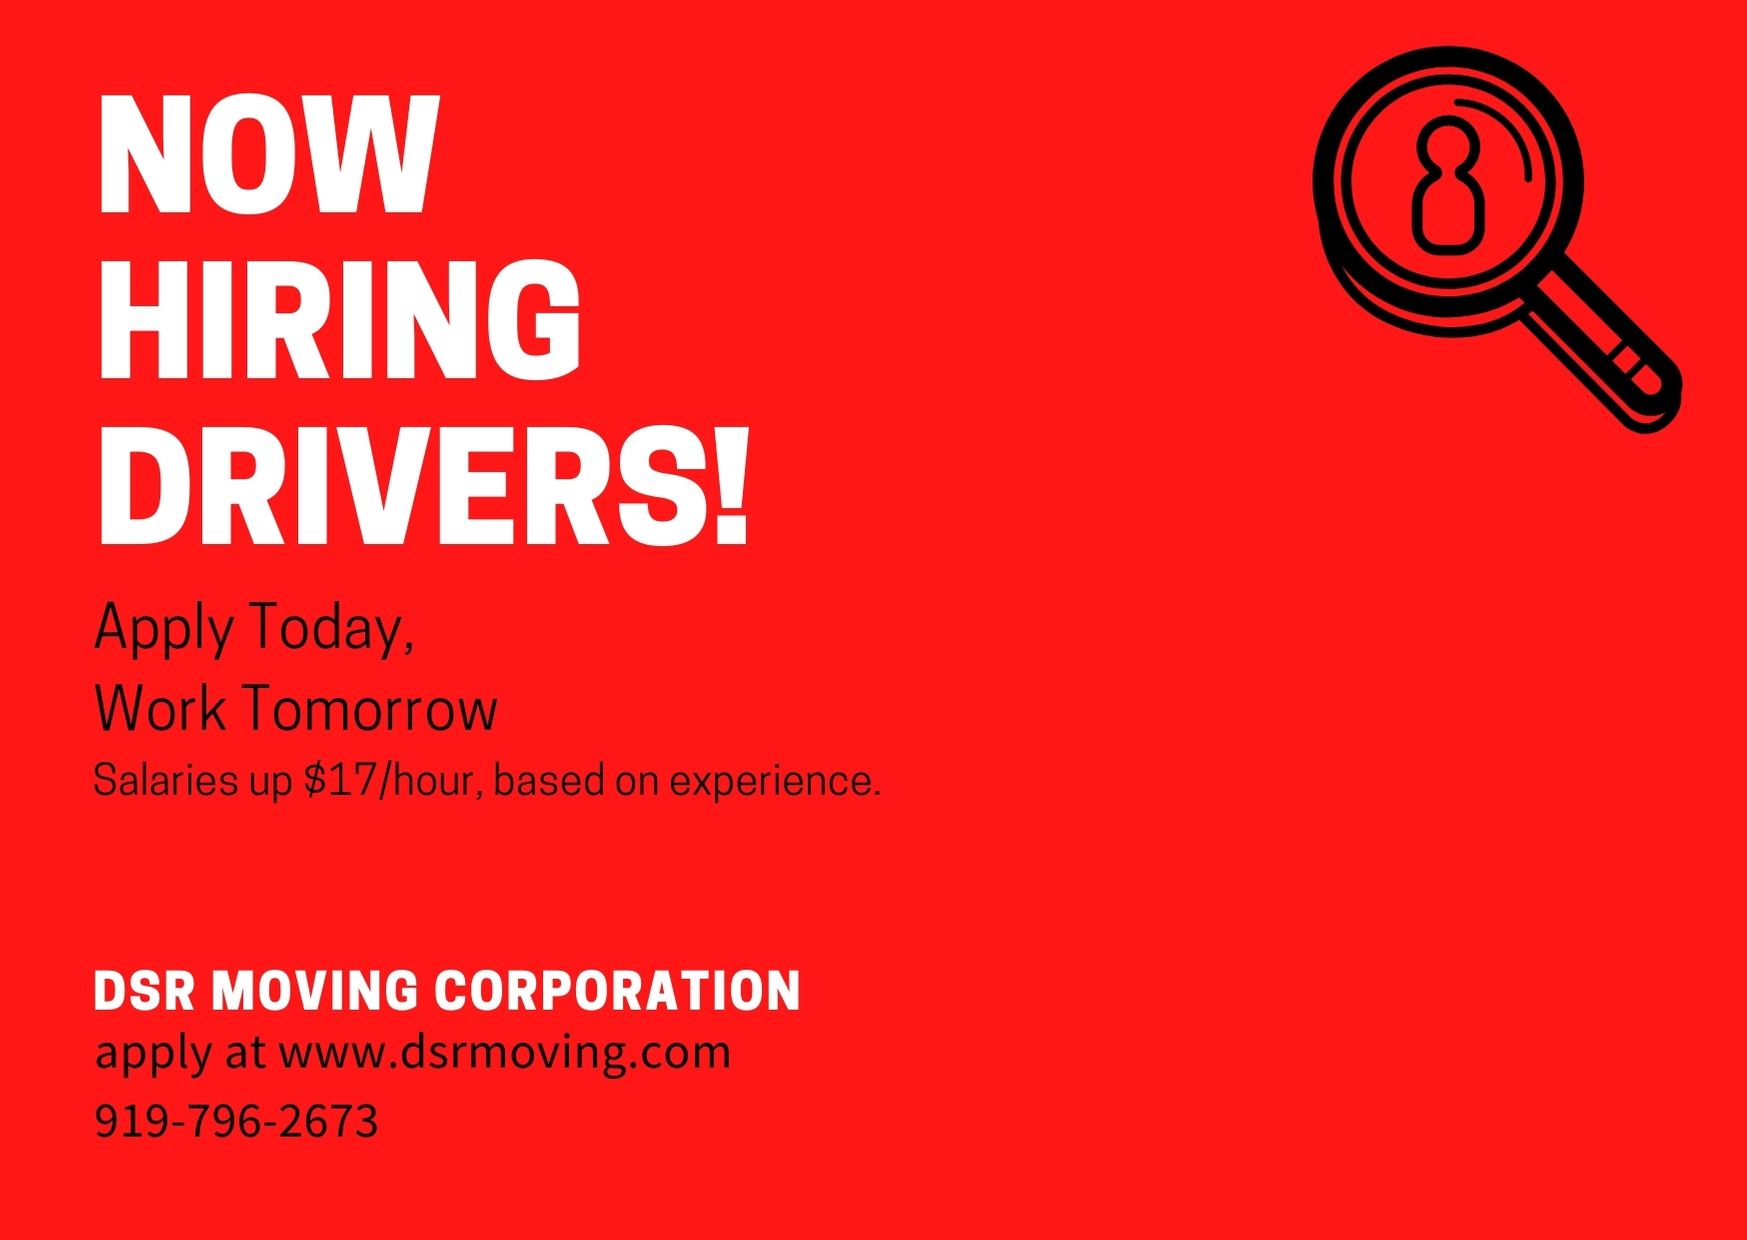 NOW
HIRING
DRIVERS!
Apply Today,
Work Tomorrow
Salaries up $17/hour, based on experience.
DSR MOVING CORPORATION
apply at www.dsrmoving.com
919-796-2673